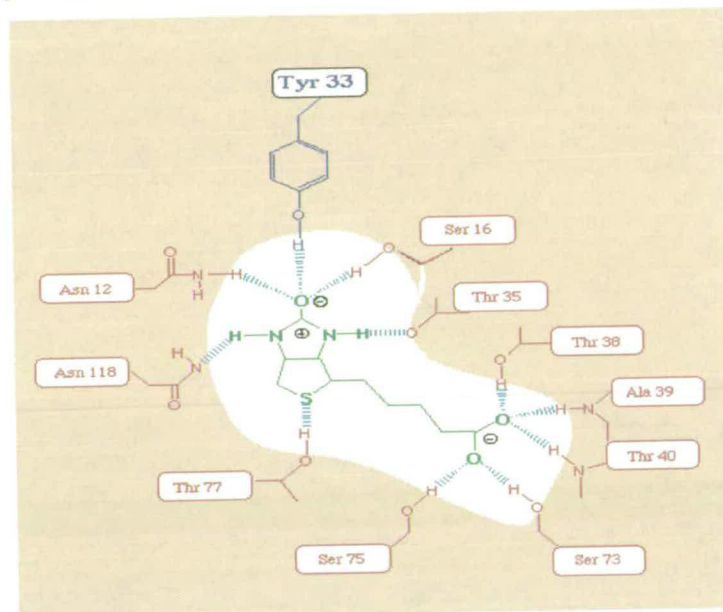 Tyr 33
O
H
Ser 16
O
H
O
N
H
H
Asn 12
O
⊖
Thr 35
H
N
⊕
N
H
O
Thr 38
H
N
Asn 118
O
H
Ala 39
O
S
O
H
N
H
⊖
H
O
Thr 40
O
N
Thr 77
H
H
O
O
Ser 75
Ser 73